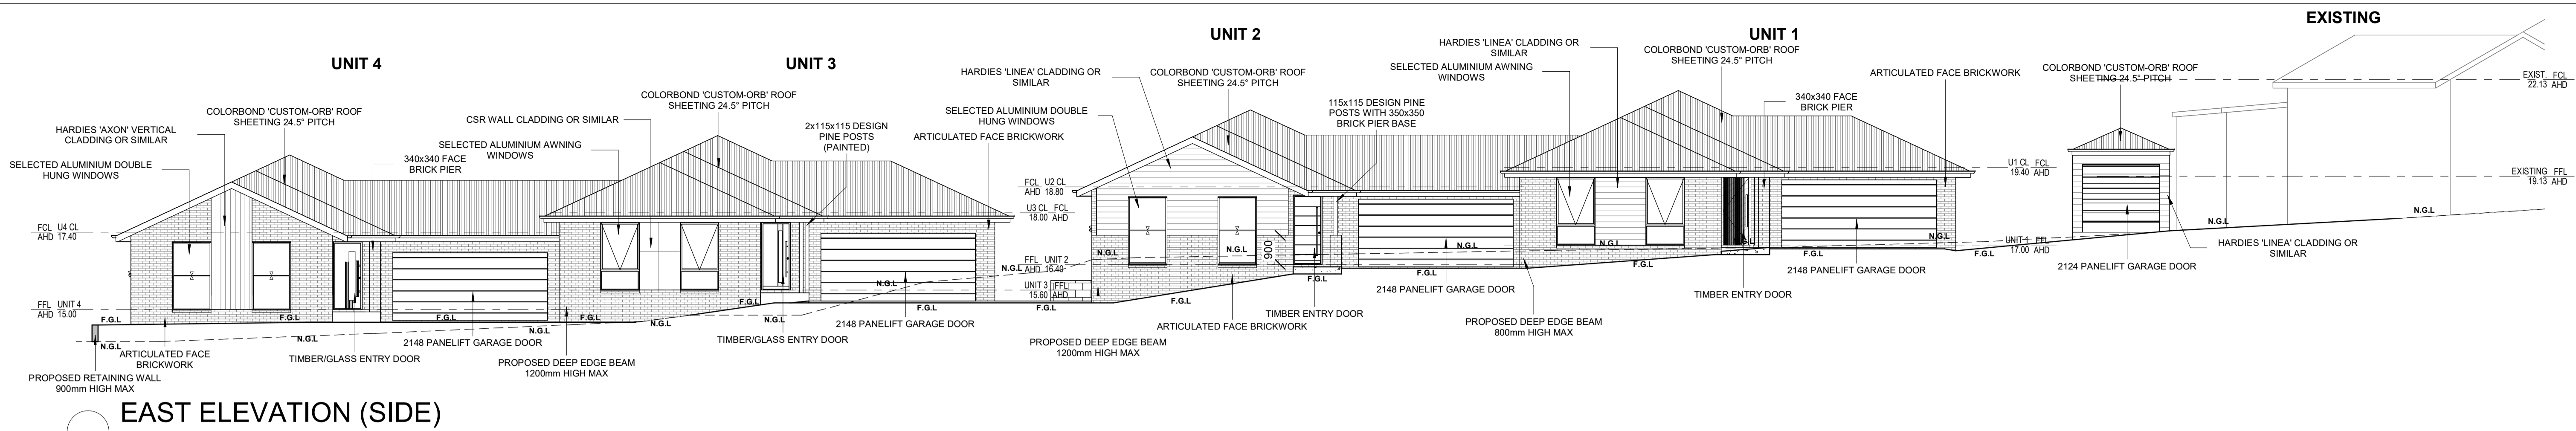 UNIT 4
COLORBOND 'CUSTOM-ORB' ROOF
SHEETING 24.5° PITCH
HARDIES 'AXON' VERTICAL
CLADDING OR SIMILAR
SELECTED ALUMINIUM DOUBLE
HUNG WINDOWS
340x340 FACE
BRICK PIER
FCL U4 CL
AHD 17.40
FFL UNIT 4
AHD 15.00
F.G.L
F.G.L
F.G.L
N.G.L
N.G.L
ARTICULATED FACE
BRICKWORK
PROPOSED RETAINING WALL
900mm HIGH MAX
TIMBER/GLASS ENTRY DOOR
2148 PANELIFT GARAGE DOOR
PROPOSED DEEP EDGE BEAM
1200mm HIGH MAX
UNIT 3
COLORBOND 'CUSTOM-ORB' ROOF
SHEETING 24.5° PITCH
CSR WALL CLADDING OR SIMILAR
SELECTED ALUMINIUM AWNING
WINDOWS
2x115x115 DESIGN
PINE POSTS
(PAINTED)
ARTICULATED FACE BRICKWORK
U3 CL FCL
18.00 AHD
UNIT 3 FFL
15.60 AHD
N.G.L
F.G.L
N.G.L
N.G.L
F.G.L
N.G.L
F.G.L
TIMBER/GLASS ENTRY DOOR
2148 PANELIFT GARAGE DOOR
UNIT 2
HARDIES 'LINEA' CLADDING OR
SIMILAR
COLORBOND 'CUSTOM-ORB' ROOF
SHEETING 24.5° PITCH
SELECTED ALUMINIUM DOUBLE
HUNG WINDOWS
115x115 DESIGN PINE
POSTS WITH 350x350
BRICK PIER BASE
FCL U2 CL
AHD 18.80
FFL UNIT 2
AHD 16.40
N.G.L
N.G.L
900
N.G.L
F.G.L
F.G.L
F.G.L
PROPOSED DEEP EDGE BEAM
1200mm HIGH MAX
ARTICULATED FACE BRICKWORK
TIMBER ENTRY DOOR
2148 PANELIFT GARAGE DOOR
PROPOSED DEEP EDGE BEAM
800mm HIGH MAX
UNIT 1
HARDIES 'LINEA' CLADDING OR
SIMILAR
SELECTED ALUMINIUM AWNING
WINDOWS
COLORBOND 'CUSTOM-ORB' ROOF
SHEETING 24.5° PITCH
340x340 FACE
BRICK PIER
ARTICULATED FACE BRICKWORK
U1 CL FCL
19.40 AHD
UNIT 1 FFL
17.00 AHD
N.G.L
N.G.L
N.G.L
F.G.L
F.G.L
TIMBER ENTRY DOOR
2148 PANELIFT GARAGE DOOR
EXISTING
COLORBOND 'CUSTOM-ORB' ROOF
SHEETING 24.5° PITCH
EXIST. FCL
22.13 AHD
EXISTING FFL
19.13 AHD
N.G.L
N.G.L
HARDIES 'LINEA' CLADDING OR
SIMILAR
2124 PANELIFT GARAGE DOOR
EAST ELEVATION (SIDE)